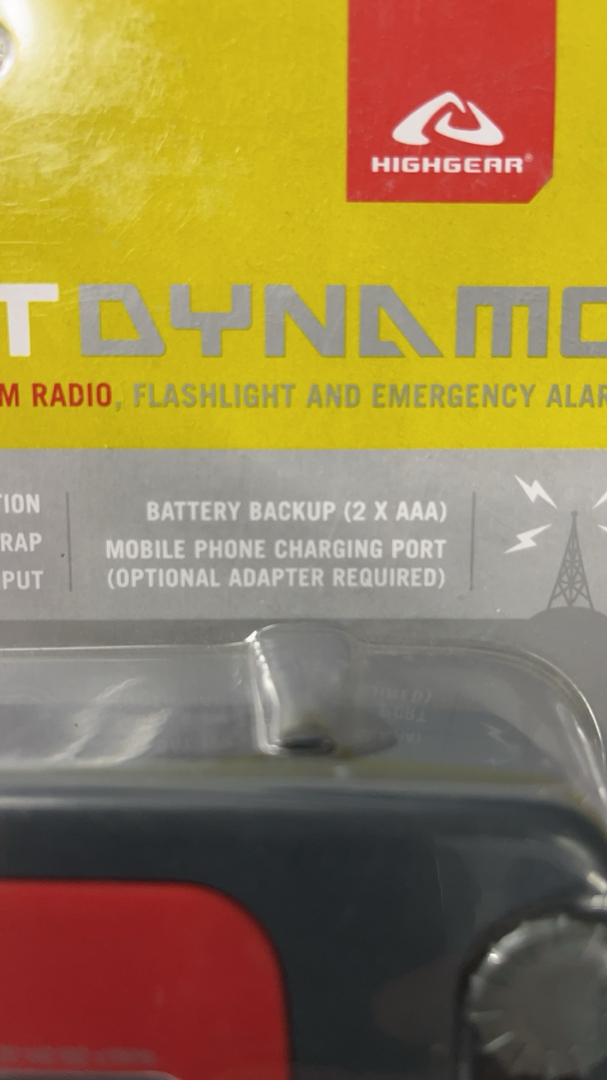 HIGHGEAR®
T DYNAMO
M RADIO, FLASHLIGHT AND EMERGENCY ALAR
TION
RAP
PUT
BATTERY BACKUP (2 X AAA)
MOBILE PHONE CHARGING PORT
(OPTIONAL ADAPTER REQUIRED)